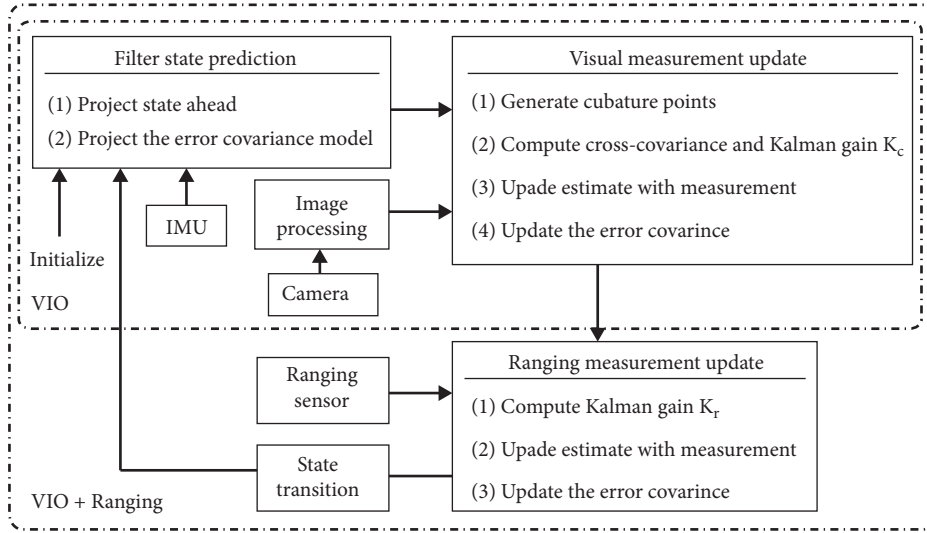 Filter state prediction
(1) Project state ahead
(2) Project the error covariance model
Visual measurement update
(1) Generate cubature points
(2) Compute cross-covariance and Kalman gain Kc
(3) Upade estimate with measurement
(4) Update the error covarince
IMU
Image
processing
Initialize
Camera
VIO
Ranging
sensor
Ranging measurement update
(1) Compute Kalman gain Kr
(2) Upade estimate with measurement
(3) Update the error covarince
State
transition
VIO + Ranging